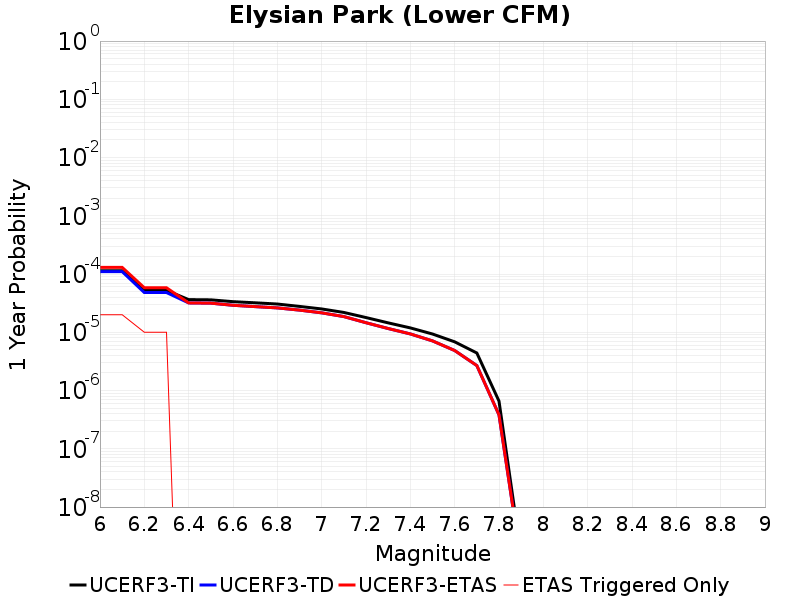 Elysian Park (Lower CFM)
10^0
10^-1
10^-2
10^-3
10^-4
10^-5
10^-6
10^-7
10^-8
1 Year Probability
6 6.2 6.4 6.6 6.8 7 7.2 7.4 7.6 7.8 8 8.2 8.4 8.6 8.8 9
Magnitude
UCERF3-TI UCERF3-TD UCERF3-ETAS ETAS Triggered Only